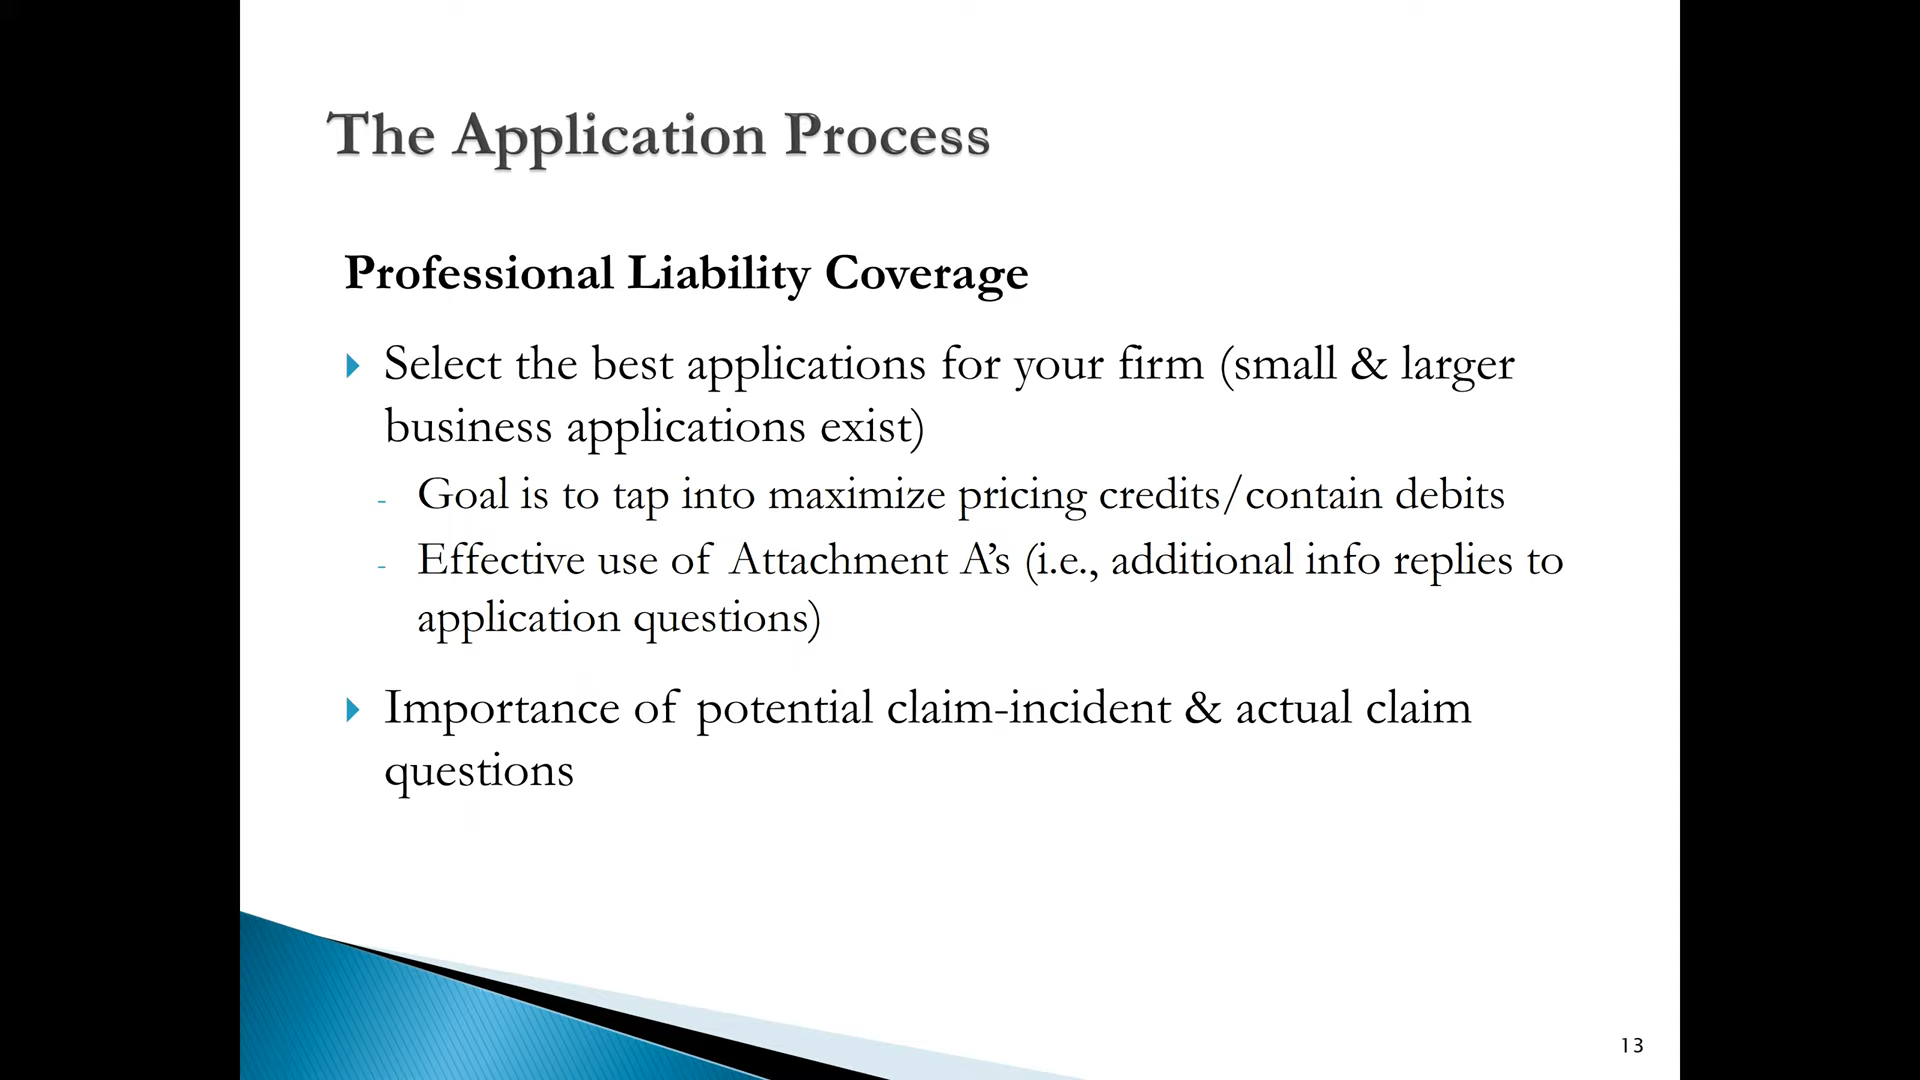 The Application Process
Professional Liability Coverage
Select the best applications for your firm (small & larger
business applications exist)
- Goal is to tap into maximize pricing credits/contain debits
- Effective use of Attachment A’s (i.e., additional info replies to
application questions)
Importance of potential claim-incident & actual claim
questions
13